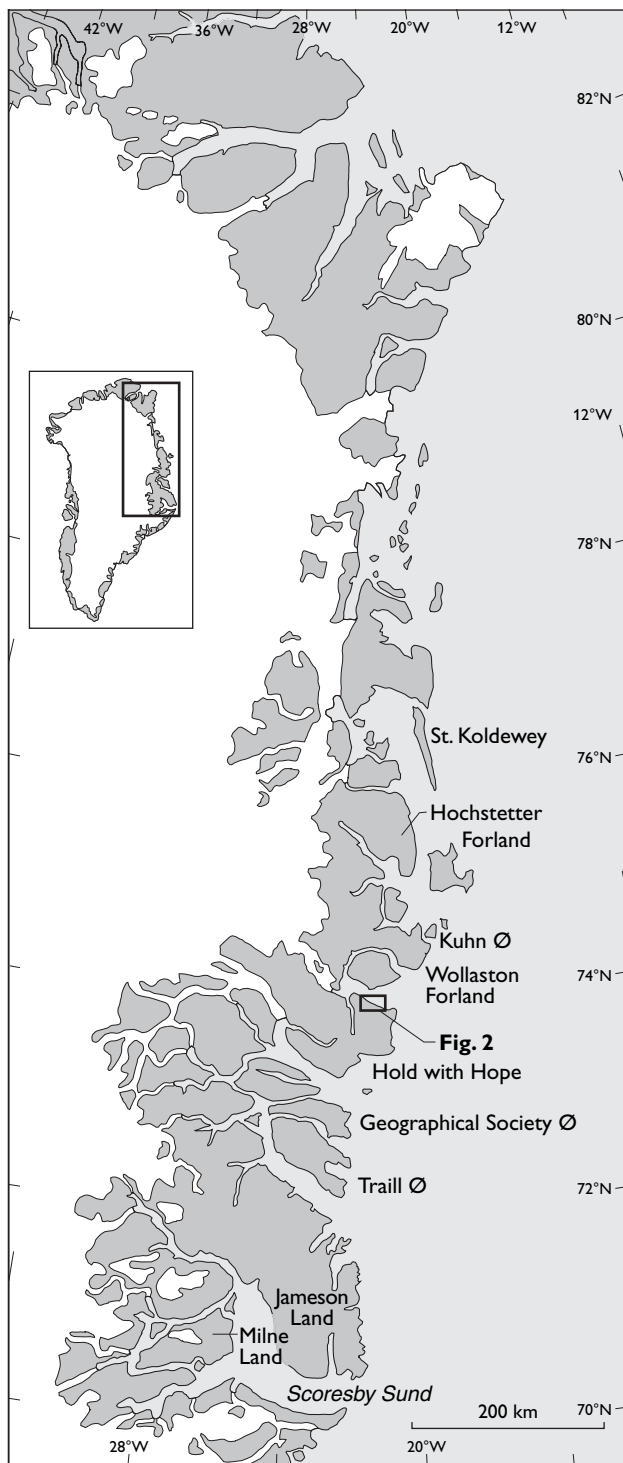 42°W
36°W
28°W
20°W
12°W
82°N
80°N
12°W
78°N
St. Koldewey
76°N
Hochstetter
Forland
Kuhn Ø
74°N
Wollaston
Forland
Fig. 2
Hold with Hope
Geographical Society Ø
Traill Ø
72°N
Jameson
Land
Milne
Land
Scoresby Sund
200 km
70°N
28°W
20°W